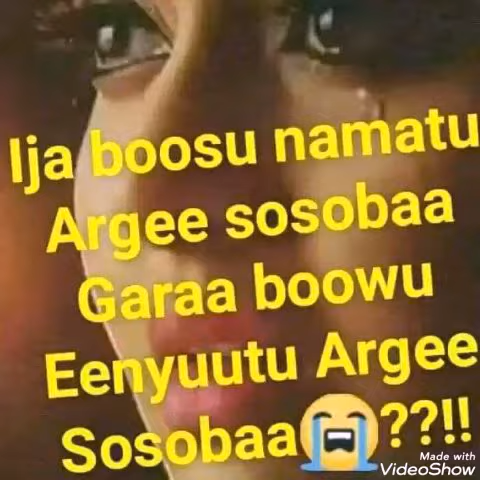 Ija boosu namatu
Argee sosobaa
Garaa boowu
Eenyuutu Argee
Sosobaa😭??!!
Made with
VideoShow